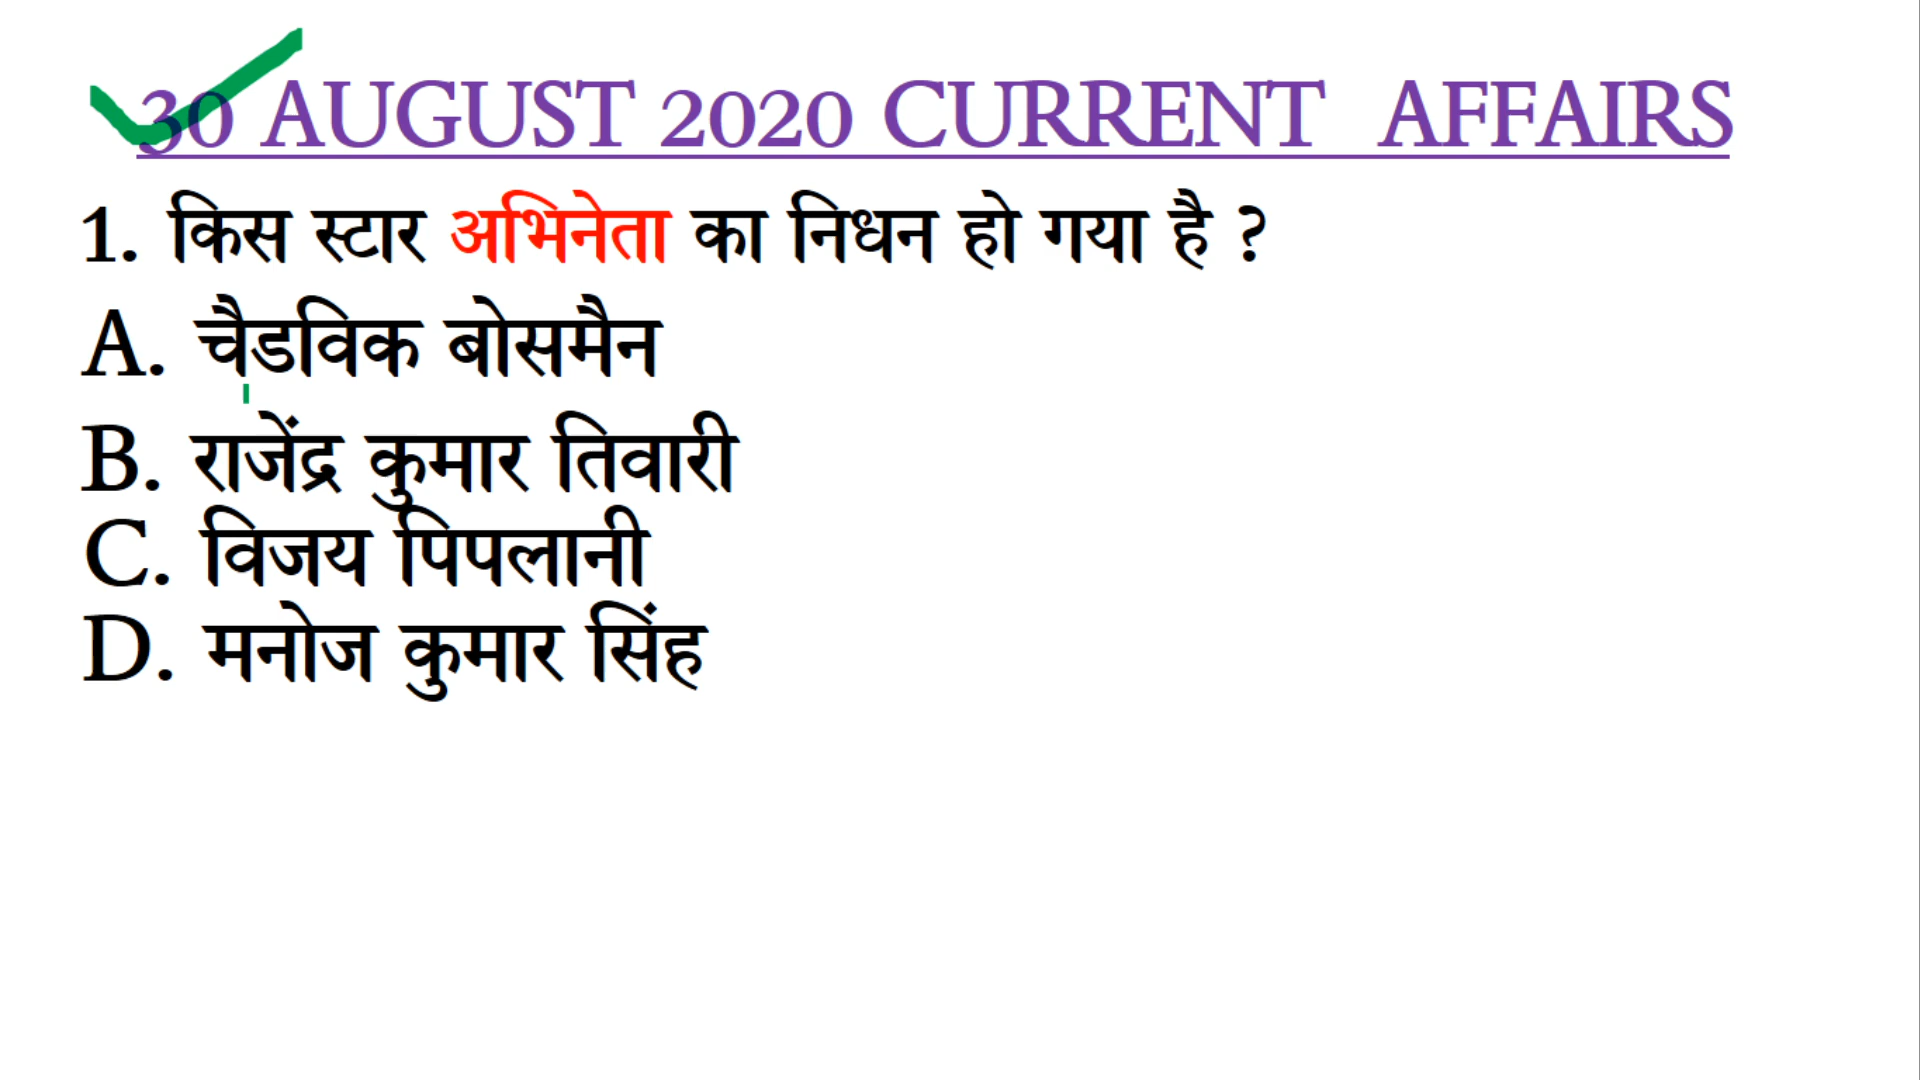 30 AUGUST 2020 CURRENT AFFAIRS
1. किस स्टार अभिनेता का निधन हो गया है ?
A. चैडविक बोसमैन
B. राजेंद्र कुमार तिवारी
C. विजय पिपलानी
D. मनोज कुमार सिंह